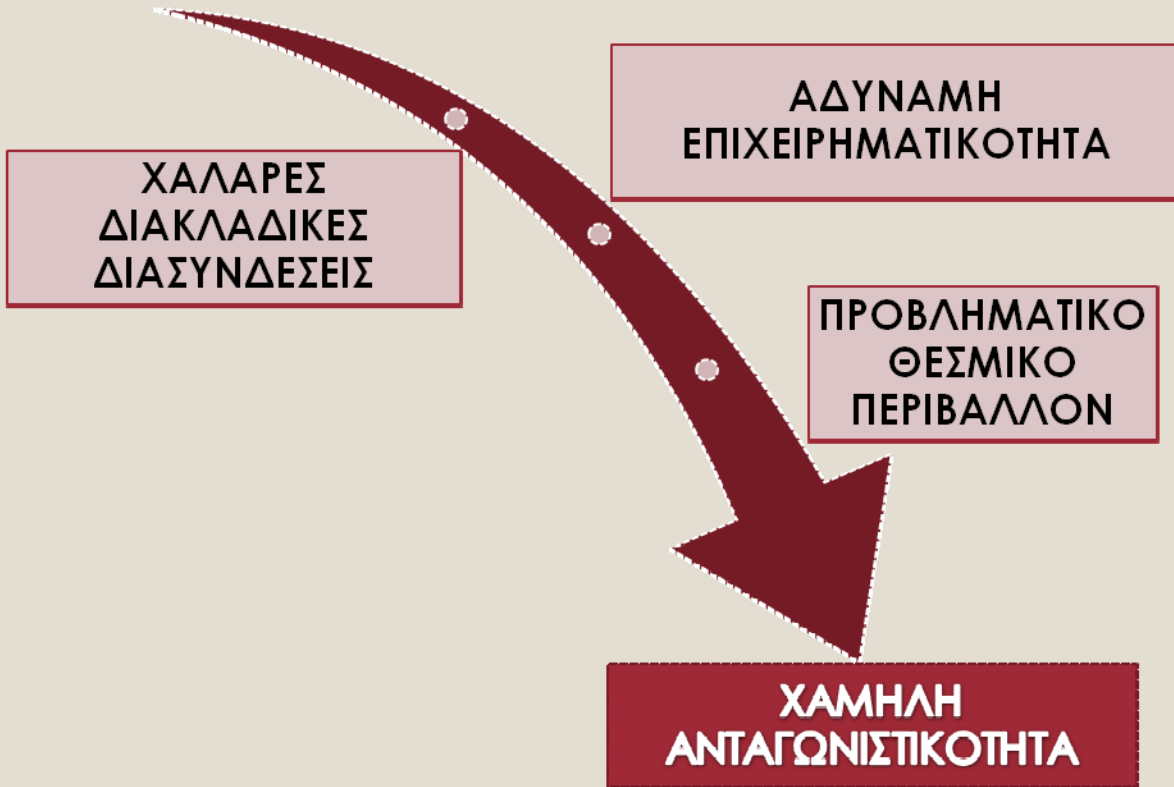 ΑΔΥΝΑΜΗ
ΕΠΙΧΕΙΡΗΜΑΤΙΚΟΤΗΤΑ
ΧΑΛΑΡΕΣ
ΔΙΑΚΛΑΔΙΚΕΣ
ΔΙΑΣΥΝΔΕΣΕΙΣ
ΠΡΟΒΛΗΜΑΤΙΚΟ
ΘΕΣΜΙΚΟ
ΠΕΡΙΒΑΛΛΟΝ
ΧΑΜΗΛΗ
ΑΝΤΑΓΩΝΙΣΤΙΚΟΤΗΤΑ